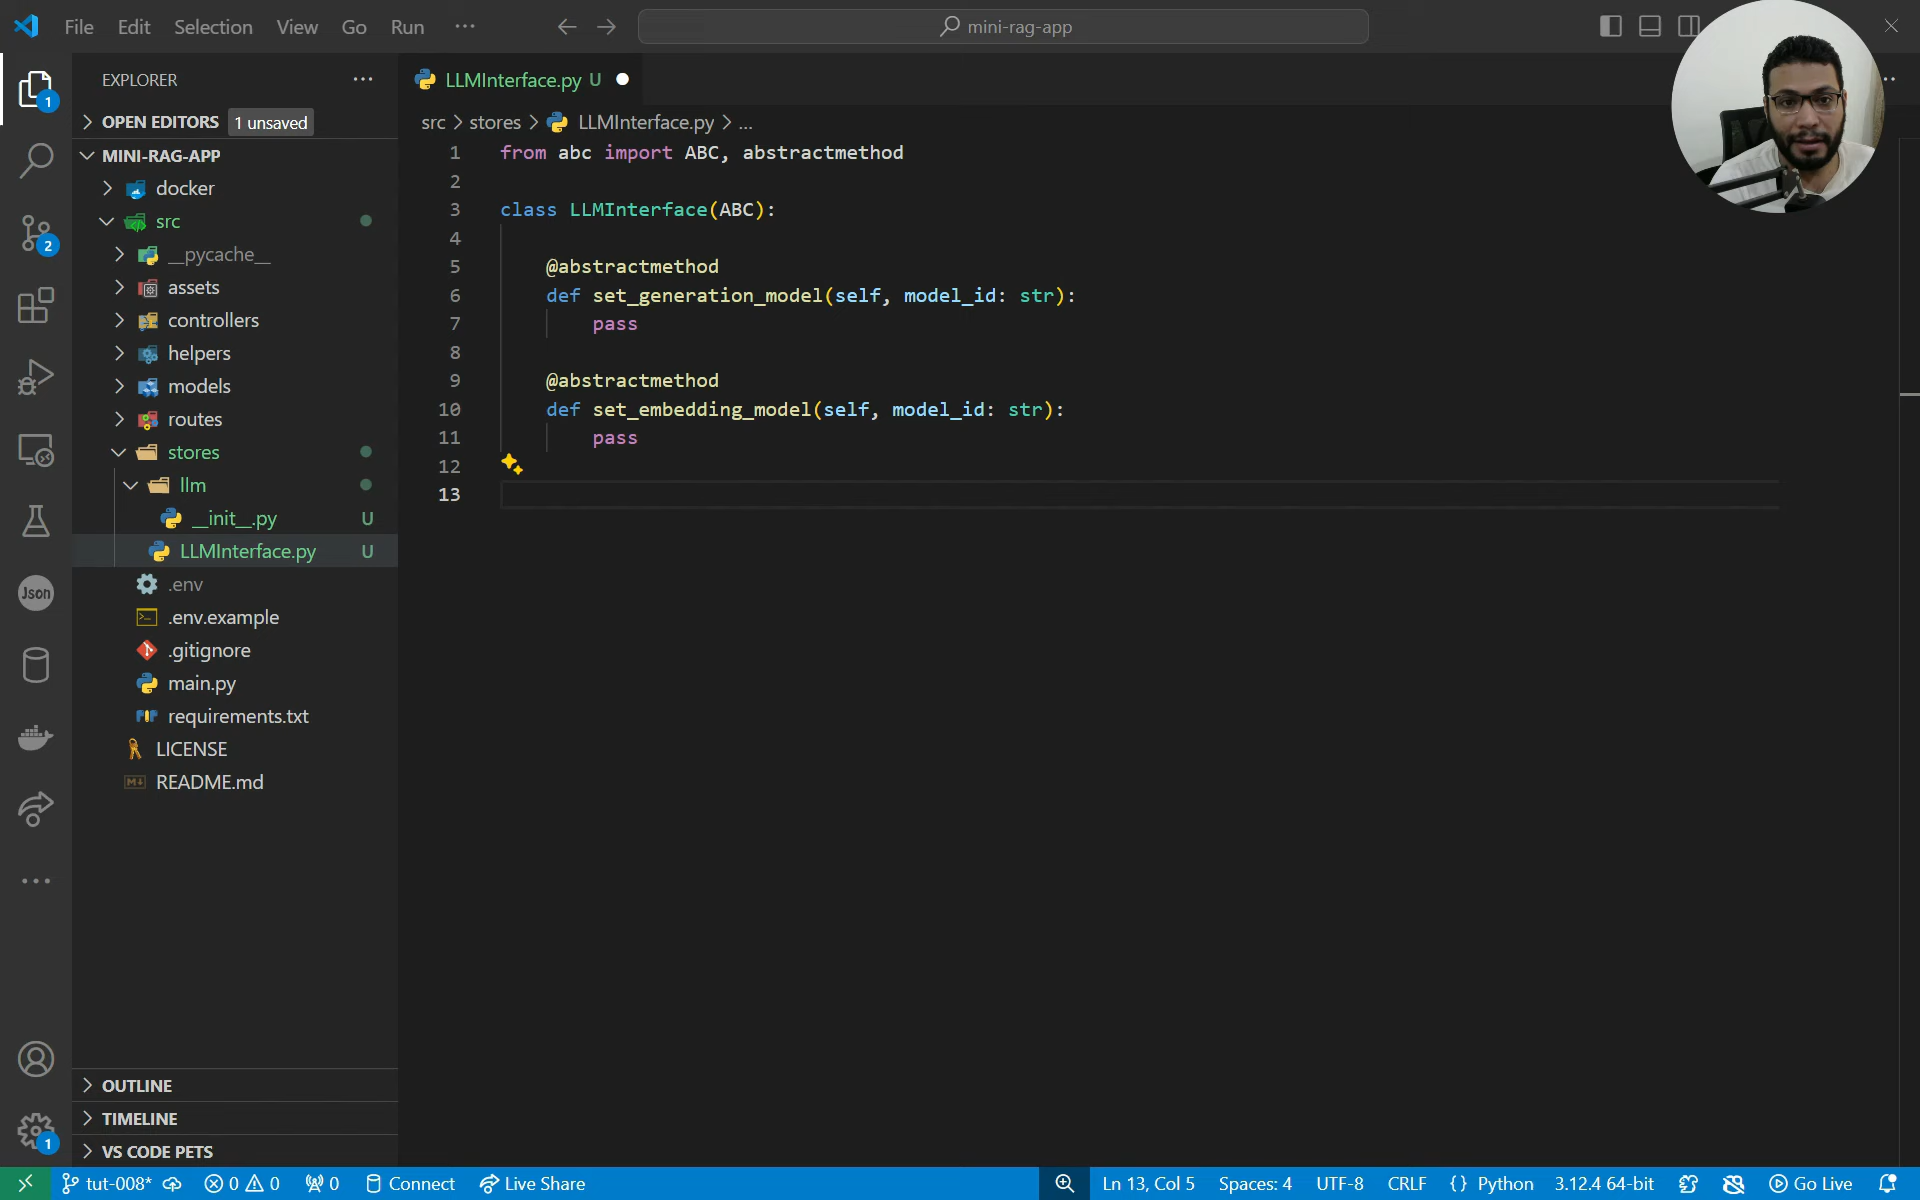 File Edit Selection View Go Run ··· mini-rag-app
EXPLORER ···
OPEN EDITORS 1 unsaved
MINI-RAG-APP
docker
src
__pycache__
assets
controllers
helpers
models
routes
stores
llm
__init__.py U
LLMInterface.py U
.env
.env.example
.gitignore
main.py
requirements.txt
LICENSE
README.md
OUTLINE
TIMELINE
VS CODE PETS
1
2
Json
1
LLMInterface.py U
src > stores > LLMInterface.py > ...
1 from abc import ABC, abstractmethod
2
3 class LLMInterface(ABC):
4
5 @abstractmethod
6 def set_generation_model(self, model_id: str):
7 pass
8
9 @abstractmethod
10 def set_embedding_model(self, model_id: str):
11 pass
12
13
tut-008* 0 0 0 Connect Live Share Ln 13, Col 5 Spaces: 4 UTF-8 CRLF {} Python 3.12.4 64-bit Go Live